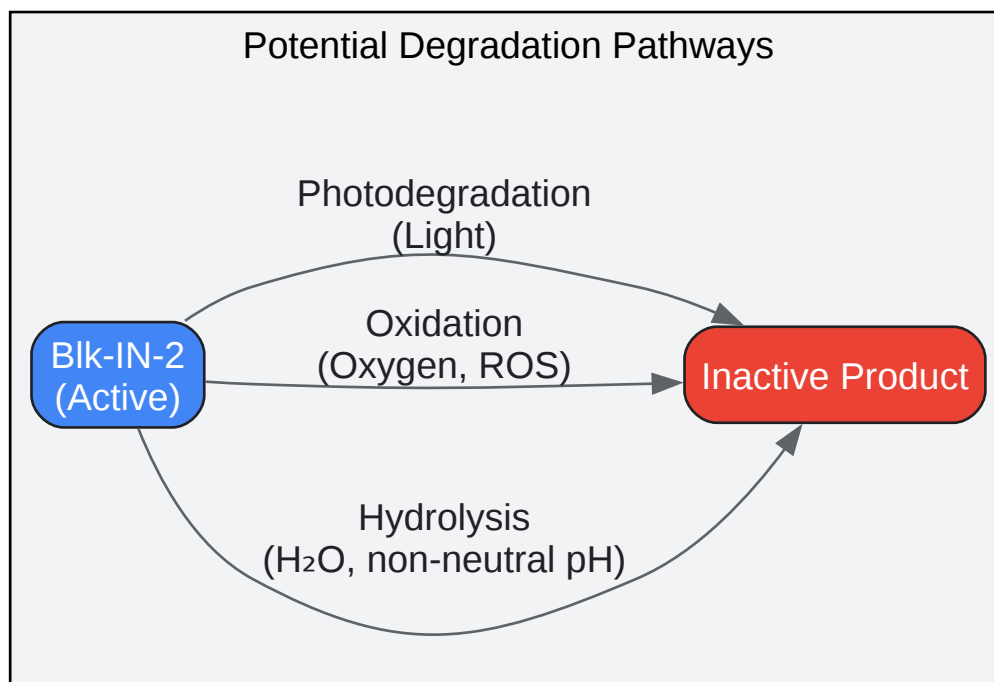 Potential Degradation Pathways
Photodegradation
(Light)
Oxidation
(Oxygen, ROS)
Blk-IN-2
(Active)
Inactive Product
Hydrolysis
(H₂O, non-neutral pH)